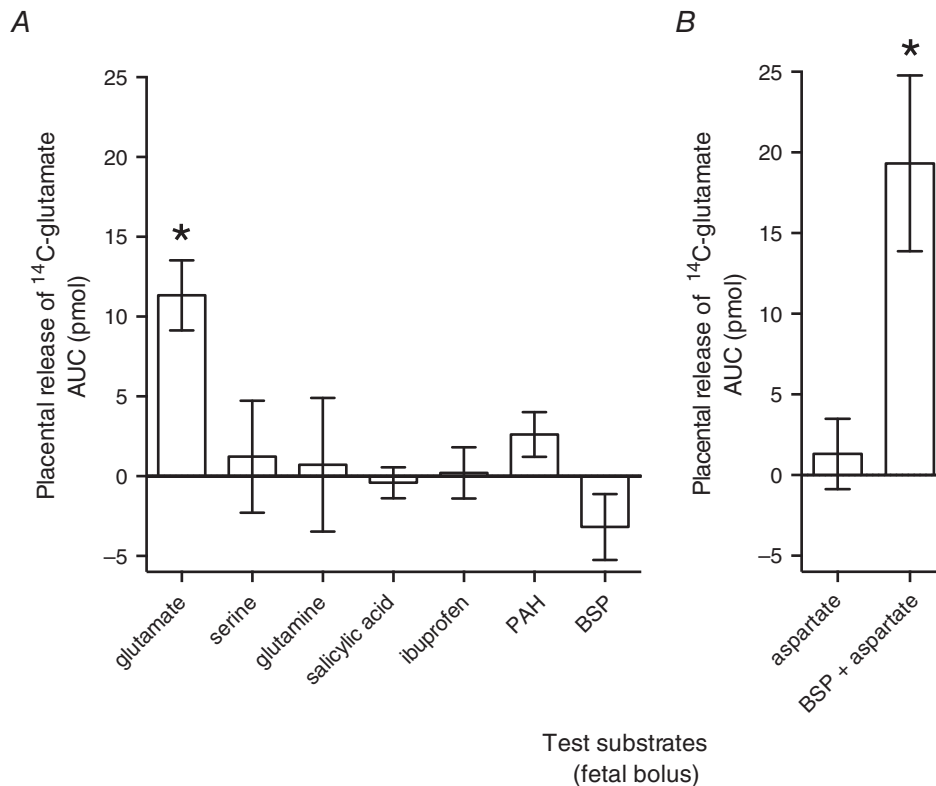 A
Placental release of ¹⁴C-glutamate
AUC (pmol)
25
20
15
10
5
0
–5
*
glutamate
serine
glutamine
salicylic acid
ibuprofen
PAH
BSP
B
Placental release of ¹⁴C-glutamate
AUC (pmol)
25
20
15
10
5
0
–5
*
aspartate
BSP + aspartate
Test substrates
(fetal bolus)